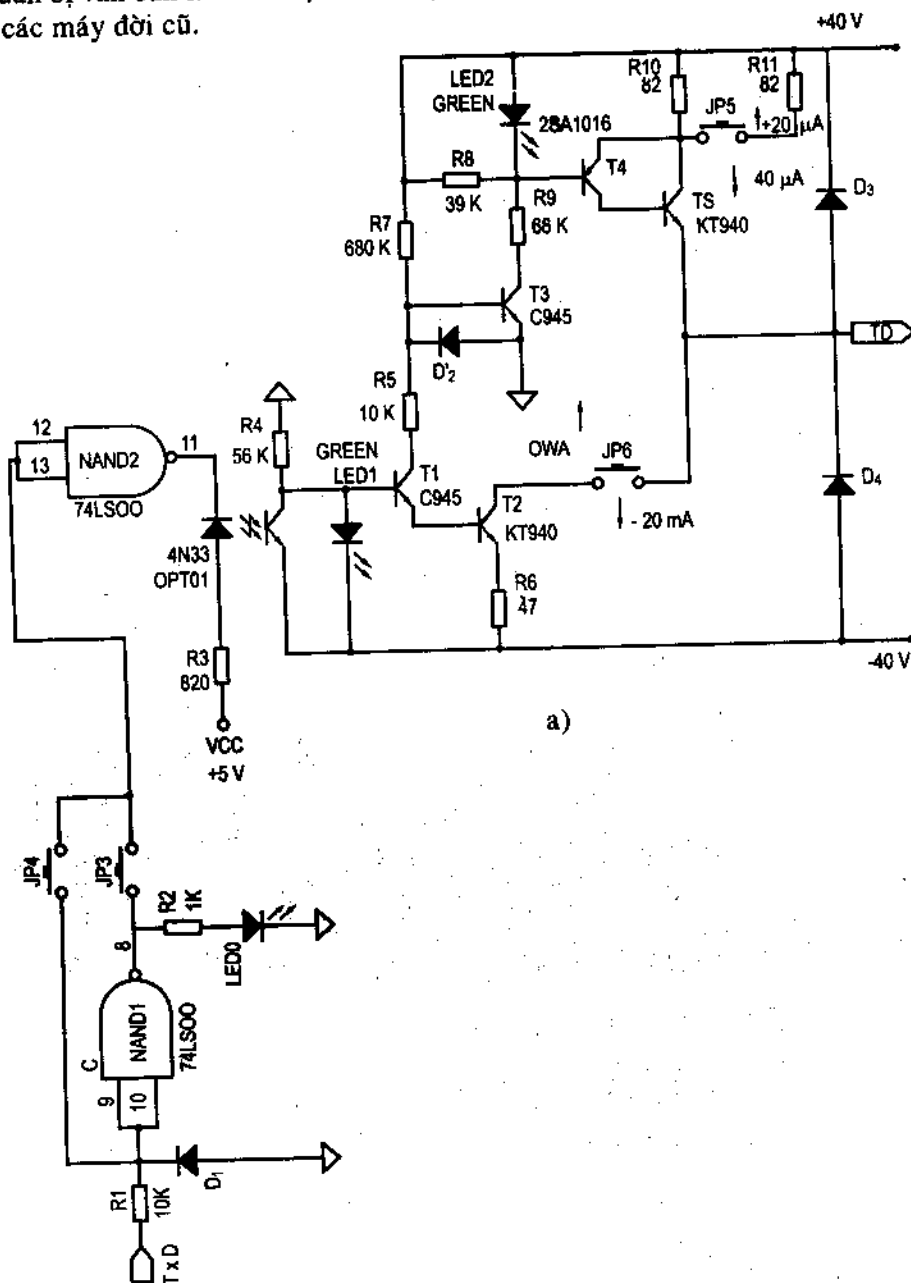 các máy đời cũ.
+40 V
LED2
GREEN
R10
82
R11
82
JP5
+20 µA
2SA1016
T4
40 µA
D3
R8
39 K
R9
66 K
TS
KT940
R7
680 K
T3
C945
D'2
TD
R5
10 K
R4
56 K
OWA
JP6
GREEN
LED1
T1
C945
T2
KT940
- 20 mA
D4
12
13
NAND2
11
74LSOO
4N33
OPT01
R6
47
R3
820
-40 V
VCC
+5 V
a)
JP4
JP3
R2
1K
LED0
8
C
NAND1
74LSOO
9
10
D1
R1
10K
TxD